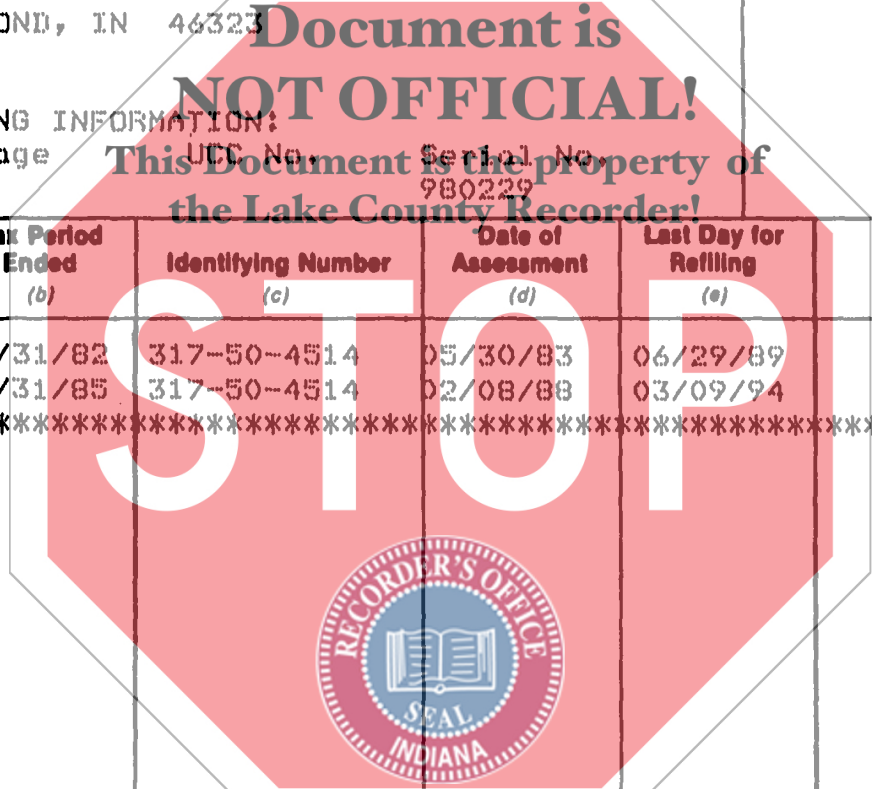 OND, IN 46323
Document is
NOT OFFICIAL!
NG INFORMATION:
age UCC No. Serial No.
This Document is the property of
980229
the Lake County Recorder!
ax Period Ended Identifying Number Date of Assessment Last Day for Refiling
(b) (c) (d) (e)
/31/82 317-50-4514 05/30/83 06/29/89
/31/85 317-50-4514 02/08/88 03/09/94
*********************************************
STOP
RECORDER'S OFFICE
SEAL
INDIANA